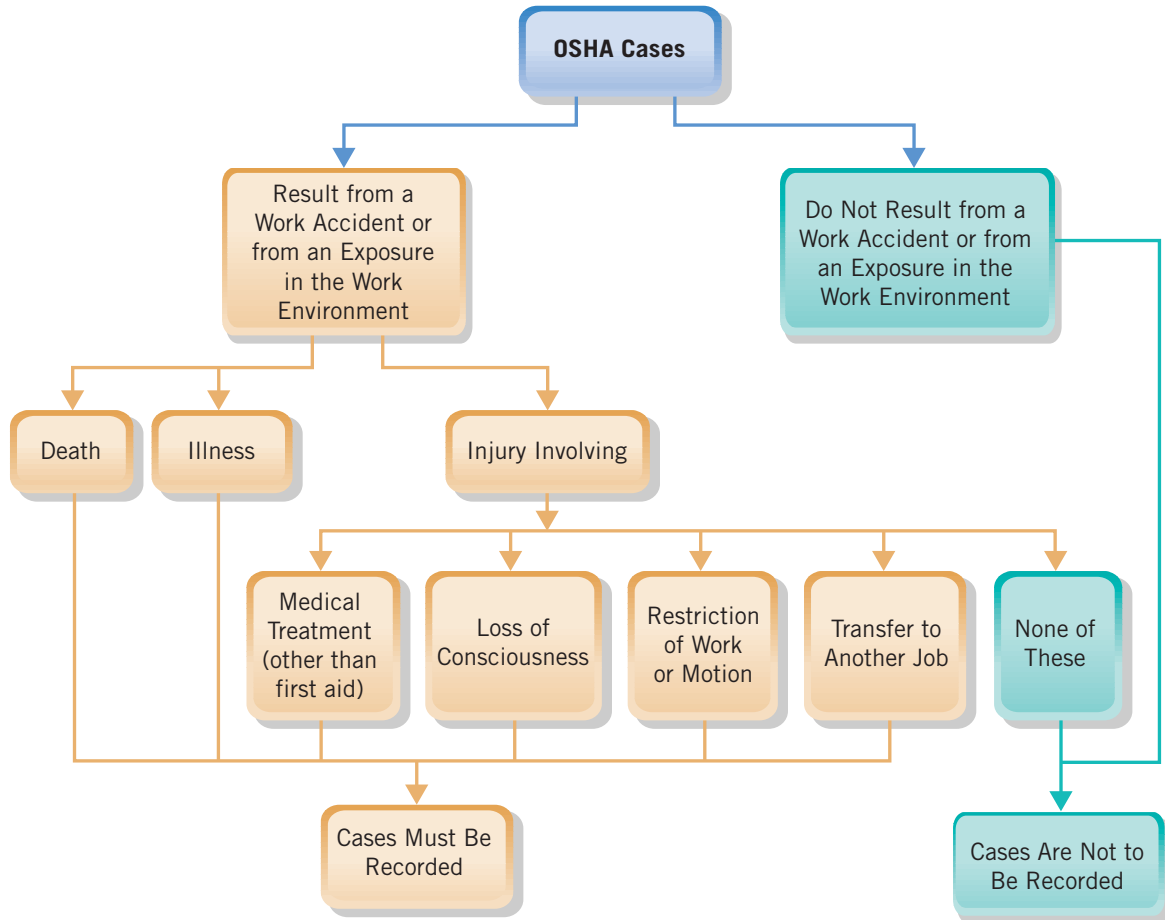 OSHA Cases
Result from a
Work Accident or
from an Exposure
in the Work
Environment
Do Not Result from a
Work Accident or from
an Exposure in the
Work Environment
Death
Illness
Injury Involving
Medical
Treatment
(other than
first aid)
Loss of
Consciousness
Restriction
of Work
or Motion
Transfer to
Another Job
None of
These
Cases Must Be
Recorded
Cases Are Not to
Be Recorded